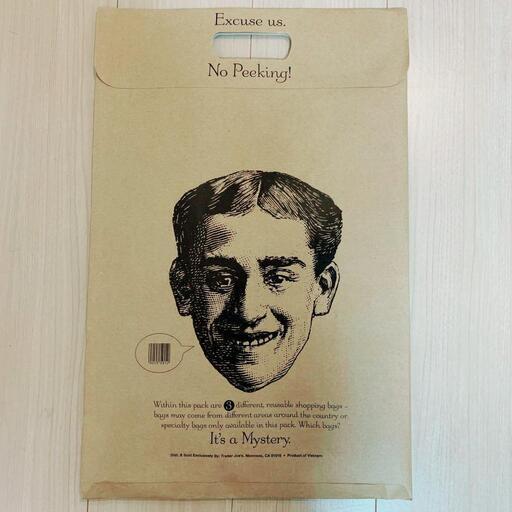 Excuse us.
No Peeking!
Within this pack are 3 different, reusable shopping bags -
bags may come from different areas around the country or
specialty bags only available in this pack. Which bags?
It's a Mystery.
Dist. & Sold Exclusively By: Trader Joe's, Monrovia, CA 91016 • Product of Vietnam